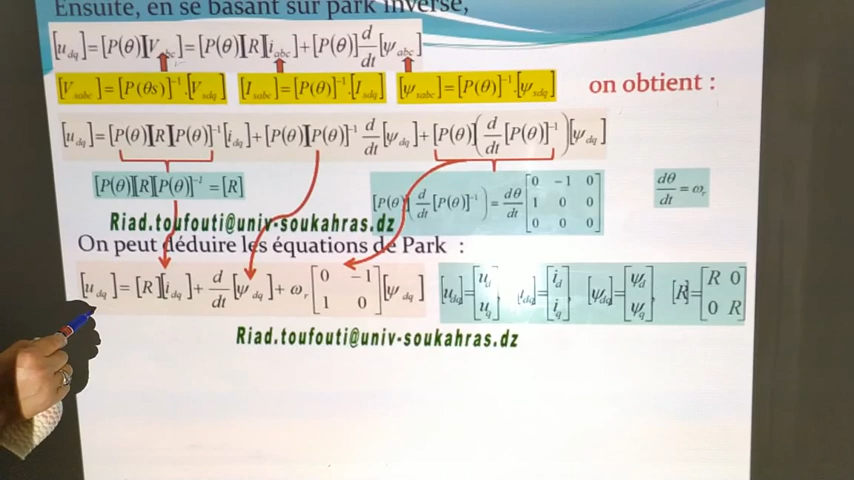 Ensuite, en se basant sur park inverse,
[u_dq]=[P(θ)][V_abc]=[P(θ)][R][i_abc]+[P(θ)] d/dt [ψ_abc]
[V_sabc]=[P(θs)]^-1.[V_sdq] [I_sabc]=[P(θ)]^-1.[I_sdq] [ψ_sabc]=[P(θ)]^-1.[ψ_sdq] on obtient :
[u_dq]=[P(θ)][R][P(θ)]^-1[i_dq]+[P(θ)][P(θ)]^-1 d/dt [ψ_dq]+[P(θ)](d/dt [P(θ)]^-1)[ψ_dq]
[P(θ)][R][P(θ)]^-1=[R] [P(θ)](d/dt [P(θ)]^-1)= dθ/dt [0 -1 0; 1 0 0; 0 0 0] dθ/dt = ω_r
Riad.toufouti@univ-soukahras.dz
On peut déduire les équations de Park :
[u_dq]=[R][i_dq]+ d/dt [ψ_dq]+ ω_r [0 -1; 1 0][ψ_dq] [u_dq]=[u_d; u_q], [i_dq]=[i_d; i_q], [ψ_dq]=[ψ_d; ψ_q], [R]=[R 0; 0 R]
Riad.toufouti@univ-soukahras.dz